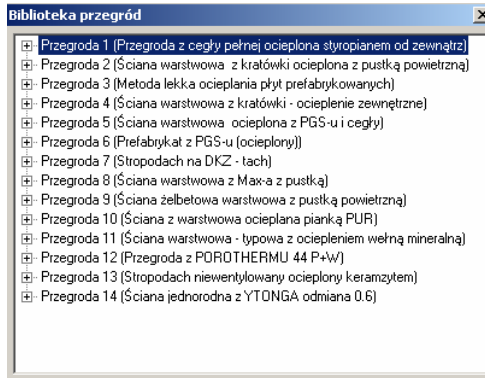 Biblioteka przegród
Przegroda 1 (Przegroda z cegły pełnej ocieplona styropianem od zewnątrz)
Przegroda 2 (Ściana warstwowa z kratówki ocieplona z pustką powietrzną)
Przegroda 3 (Metoda lekka ocieplania płyt prefabrykowanych)
Przegroda 4 (Ściana warstwowa z kratówki - ocieplenie zewnętrzne)
Przegroda 5 (Ściana warstwowa ocieplona z PGS-u i cegły)
Przegroda 6 (Prefabrykat z PGS-u (ocieplony))
Przegroda 7 (Stropodach na DKZ - tach)
Przegroda 8 (Ściana warstwowa z Max-a z pustką)
Przegroda 9 (Ściana żelbetowa warstwowa z pustką powietrzną)
Przegroda 10 (Ściana z warstwowa ocieplana pianką PUR)
Przegroda 11 (Ściana warstwowa - typowa z ociepleniem wełną mineralną)
Przegroda 12 (Przegroda z POROTHERMU 44 P+W)
Przegroda 13 (Stropodach niewentylowany ocieplony keramzytem)
Przegroda 14 (Ściana jednorodna z YTONGA odmiana 0.6)